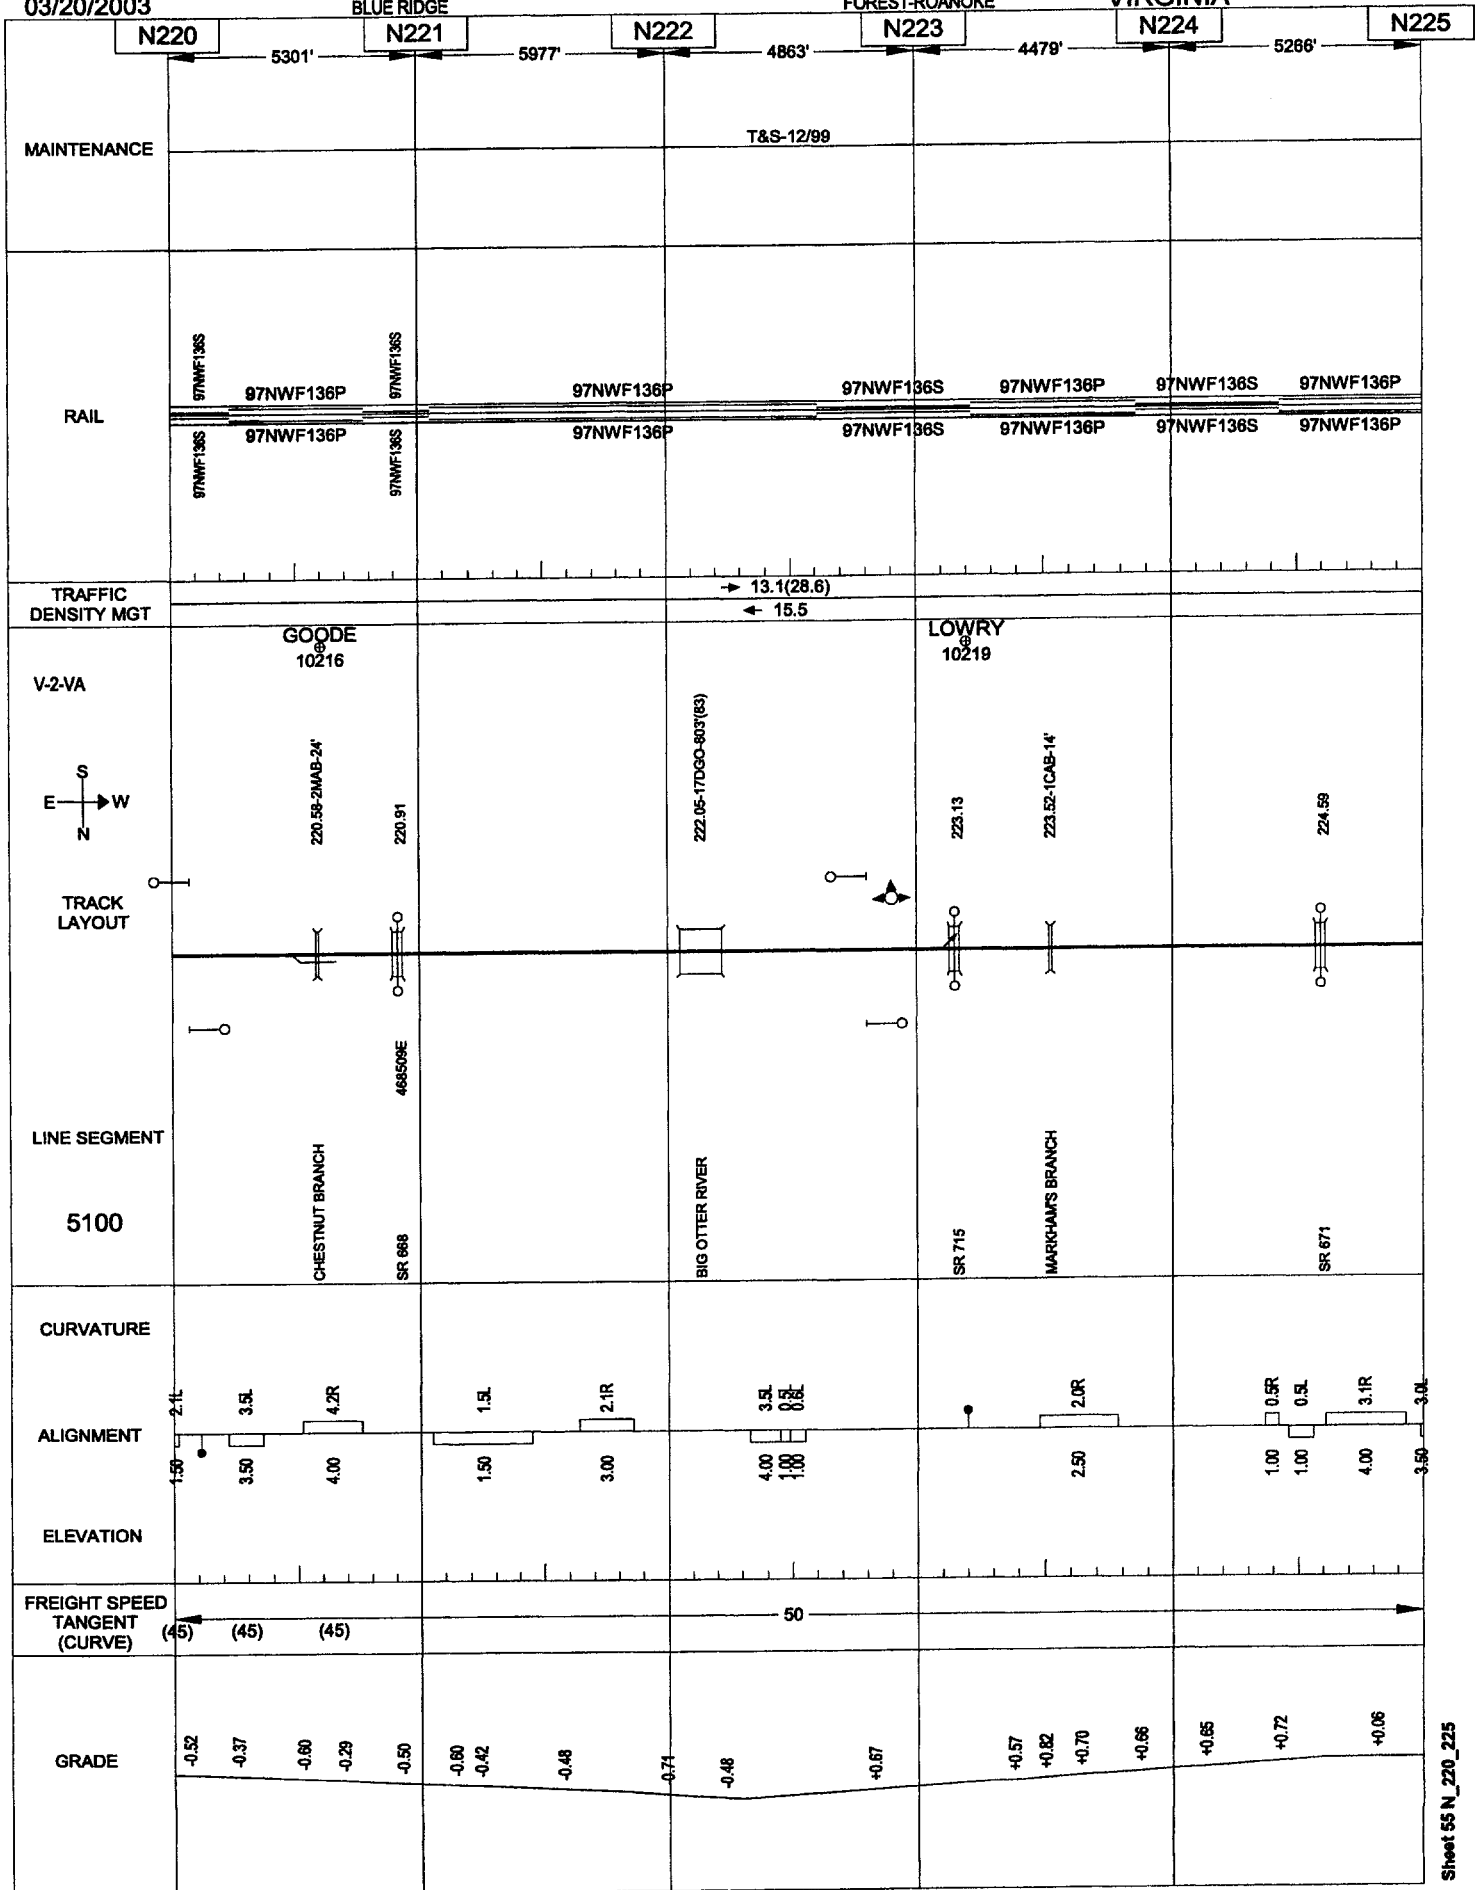 03/20/2003
BLUE RIDGE
FOREST-ROANOKE
VIRGINIA
N220
N221
N222
N223
N224
N225
5301'
5977'
4863'
4479'
5266'
MAINTENANCE
T&S-12/99
RAIL
97NWF136S
97NWF136P
97NWF136S
97NWF136P
97NWF136S
97NWF136P
97NWF136S
97NWF136P
97NWF136S
97NWF136P
97NWF136S
97NWF136P
97NWF136S
97NWF136P
97NWF136S
97NWF136P
TRAFFIC
DENSITY MGT
13.1(28.6)
15.5
GOODE
10216
LOWRY
10219
V-2-VA
S
E
W
N
220.58-2MAB-24'
220.91
222.05-17DGO-803'(83)
223.13
223.52-1CAB-14'
224.59
TRACK
LAYOUT
468509E
LINE SEGMENT
5100
CHESTNUT BRANCH
SR 668
BIG OTTER RIVER
SR 715
MARKHAM'S BRANCH
SR 671
CURVATURE
2.1L
3.5L
4.2R
1.5L
2.1R
3.5L
0.5L
0.6L
2.0R
0.5R
0.5L
3.1R
3.0L
ALIGNMENT
1.50
3.50
4.00
1.50
3.00
4.00
1.00
1.00
2.50
1.00
1.00
4.00
3.50
ELEVATION
FREIGHT SPEED
TANGENT
(CURVE)
(45)
(45)
(45)
50
GRADE
-0.52
-0.37
-0.60
-0.29
-0.50
-0.60
-0.42
-0.48
-0.71
-0.48
+0.67
+0.57
+0.82
+0.70
+0.66
+0.65
+0.72
+0.06
Sheet 55 N_220_225